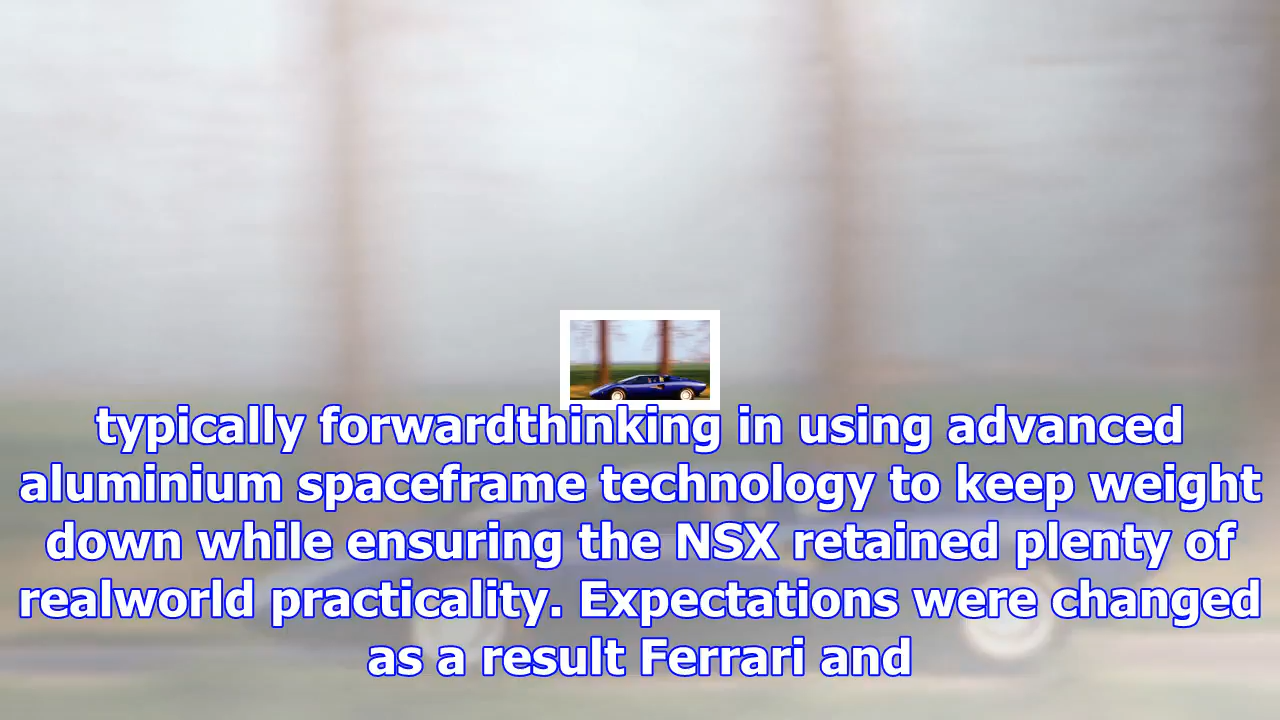 typically forwardthinking in using advanced
aluminium spaceframe technology to keep weight
down while ensuring the NSX retained plenty of
realworld practicality. Expectations were changed
as a result Ferrari and